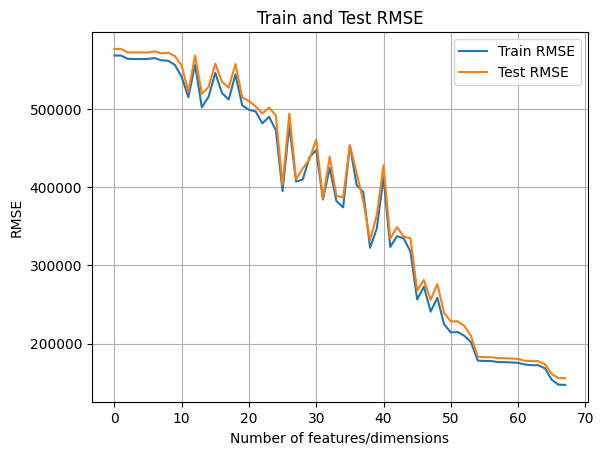 Train and Test RMSE
Train RMSE
Test RMSE
500000
400000
300000
200000
RMSE
0 10 20 30 40 50 60 70
Number of features/dimensions